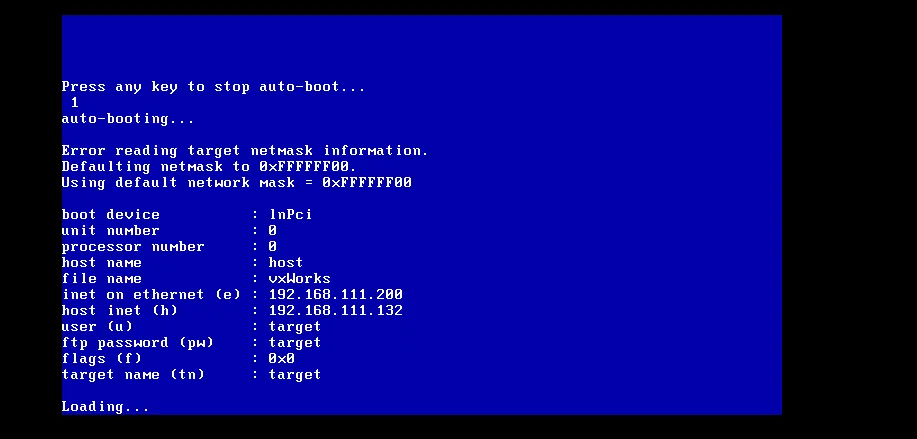 Press any key to stop auto-boot...
1
auto-booting...
Error reading target netmask information.
Defaulting netmask to 0xFFFFFF00.
Using default network mask = 0xFFFFFF00
boot device : lnPci
unit number : 0
processor number : 0
host name : host
file name : vxWorks
inet on ethernet (e) : 192.168.111.200
host inet (h) : 192.168.111.132
user (u) : target
ftp password (pw) : target
flags (f) : 0x0
target name (tn) : target
Loading...